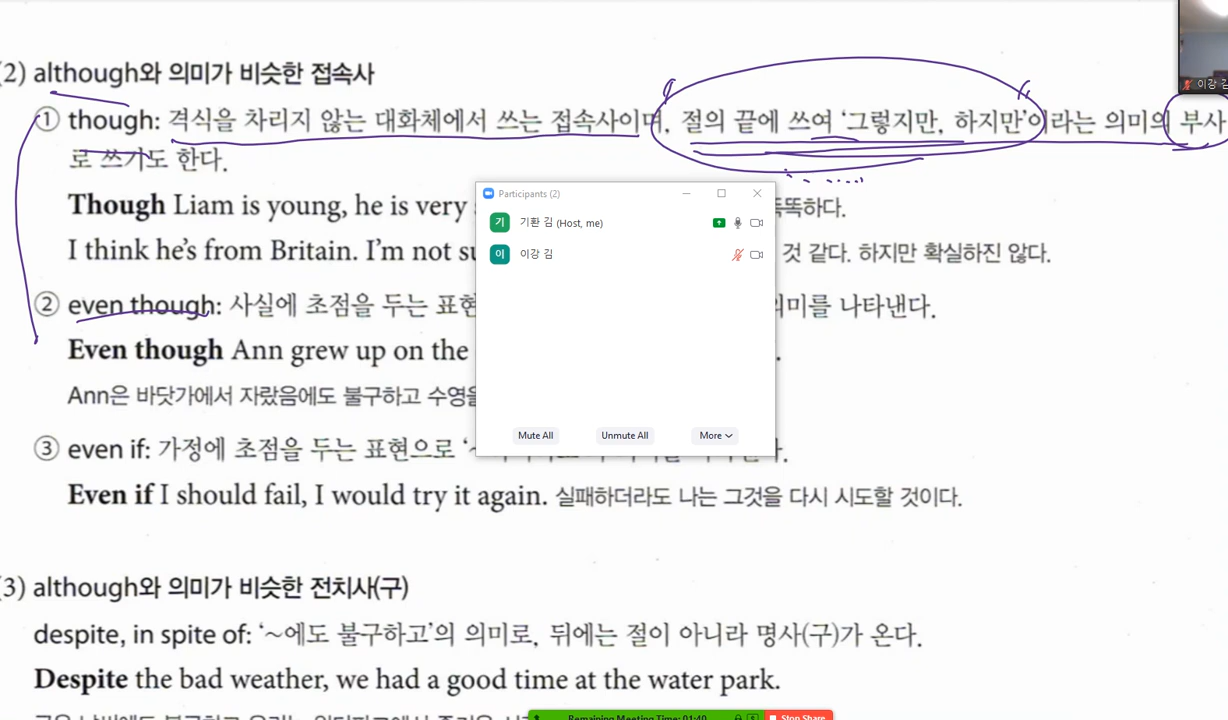 (2) although와 의미가 비슷한 접속사
이강 김
① though: 격식을 차리지 않는 대화체에서 쓰는 접속사이며, 절의 끝에 쓰여 ‘그렇지만, 하지만’이라는 의미의 부사
로 쓰기도 한다.
Though Liam is young, he is very 똑똑하다.
I think he’s from Britain. I’m not 것 같다. 하지만 확실하진 않다.
② even though: 사실에 초점을 두는 나타낸다.
Even though Ann grew up on the
Ann은 바닷가에서 자랐음에도 불구하고
③ even if: 가정에 초점을 두는 표현으로
Even if I should fail, I would try it again. 실패하더라도 나는 그것을 다시 시도할 것이다.
(3) although와 의미가 비슷한 전치사(구)
despite, in spite of: ‘~에도 불구하고’의 의미로, 뒤에는 절이 아니라 명사(구)가 온다.
Despite the bad weather, we had a good time at the water park.
Participants (2)
기 기환 김 (Host, me)
이 이강 김
Mute All Unmute All More
Remaining Meeting Time: 01:40 Stop Share